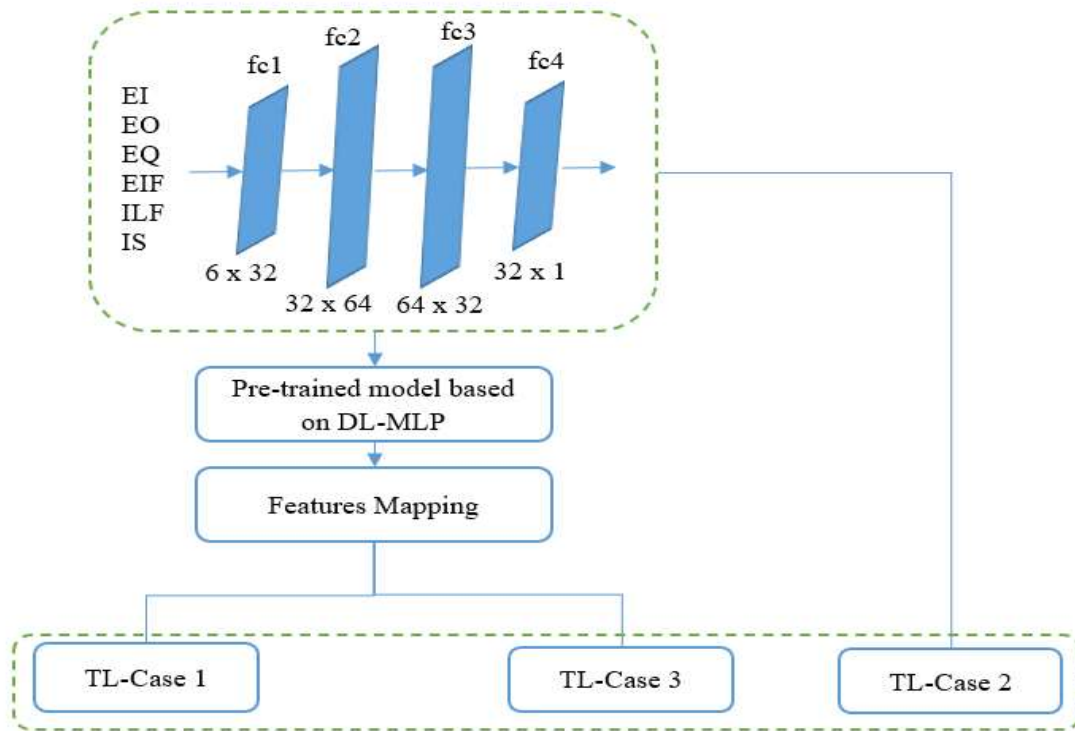 fc2
fc3
fc1
fc4
EI
EO
EQ
EIF
ILF
IS
6 x 32
32 x 1
32 x 64
64 x 32
Pre-trained model based
on DL-MLP
Features Mapping
TL-Case 1
TL-Case 3
TL-Case 2